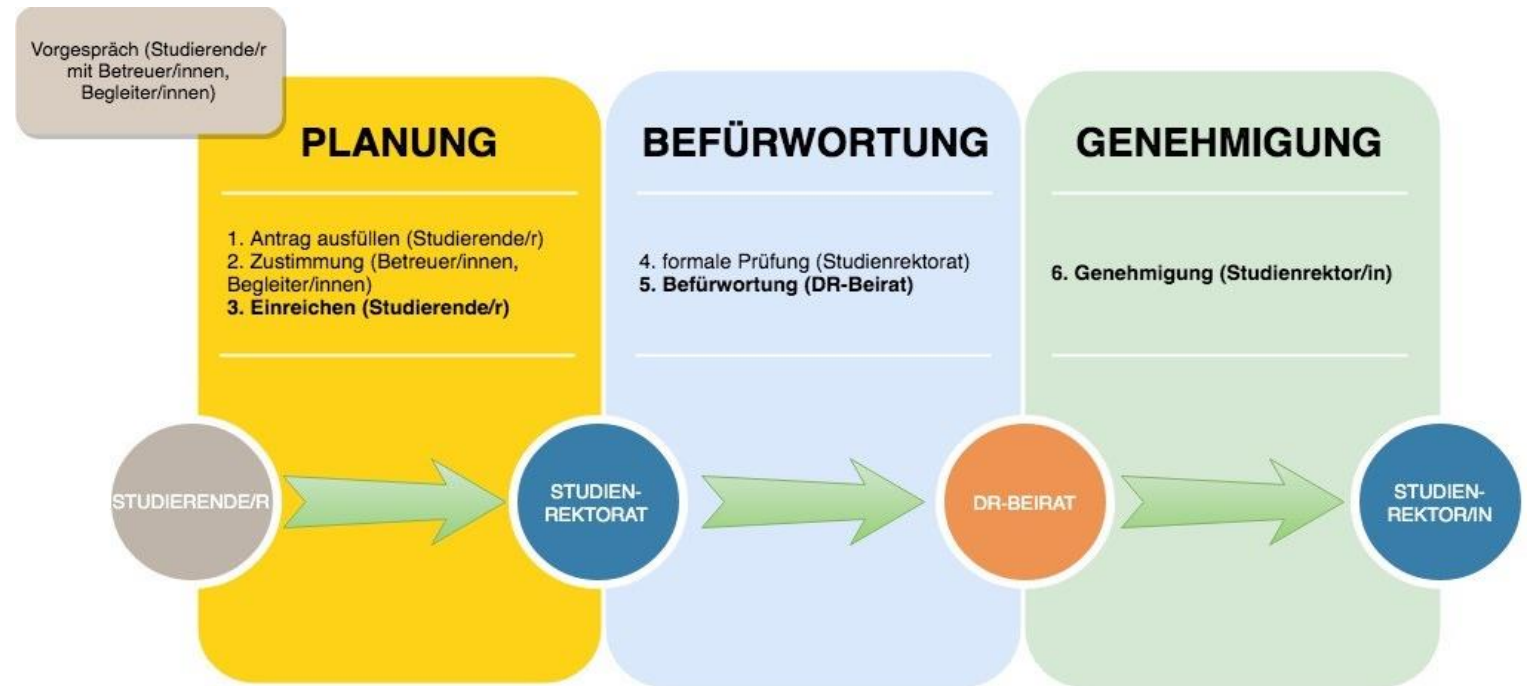 Vorgespräch (Studierende/r
mit Betreuer/innen,
Begleiter/innen)
PLANUNG
1. Antrag ausfüllen (Studierende/r)
2. Zustimmung (Betreuer/innen,
Begleiter/innen)
3. Einreichen (Studierende/r)
BEFÜRWORTUNG
4. formale Prüfung (Studienrektorat)
5. Befürwortung (DR-Beirat)
GENEHMIGUNG
6. Genehmigung (Studienrektor/in)
STUDIERENDE/R
STUDIEN-
REKTORAT
DR-BEIRAT
STUDIEN-
REKTOR/IN